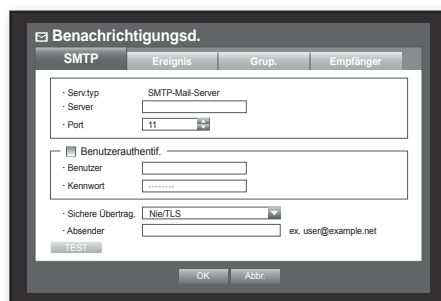 Benachrichtigungsd.
SMTP Ereignis Grup. Empfänger
· Serv.typ SMTP-Mail-Server
· Server
· Port 11
Benutzerauthentif.
· Benutzer
· Kennwort --------
· Sichere Übertrag. Nie/TLS
· Absender ex. user@example.net
TEST
OK Abbr.